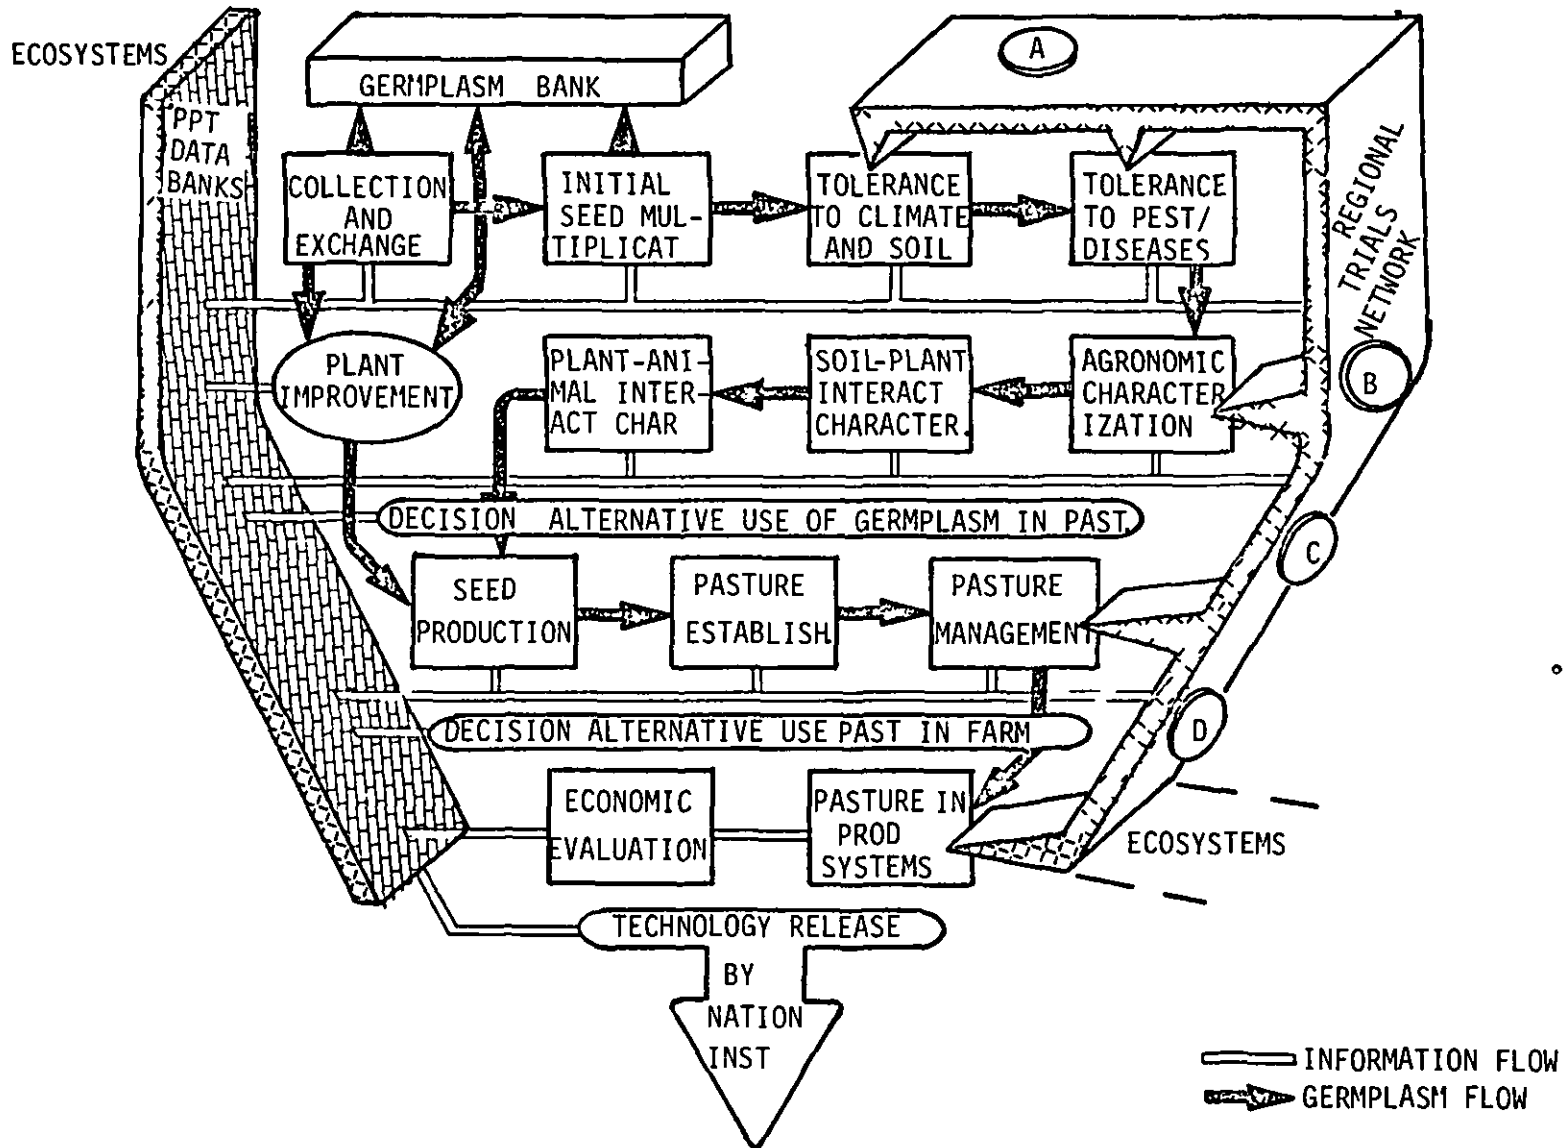 ECOSYSTEMS
GERMPLASM BANK
A
PPT
DATA
BANKS
COLLECTION
AND
EXCHANGE
INITIAL
SEED MUL-
TIPLICAT
TOLERANCE
TO CLIMATE
AND SOIL
TOLERANCE
TO PEST/
DISEASES
REGIONAL
TRIALS
NETWORK
PLANT
IMPROVEMENT
PLANT-ANI-
MAL INTER-
ACT CHAR
SOIL-PLANT
INTERACT
CHARACTER.
AGRONOMIC
CHARACTER
IZATION
B
DECISION ALTERNATIVE USE OF GERMPLASM IN PAST.
C
SEED
PRODUCTION
PASTURE
ESTABLISH.
PASTURE
MANAGEMENT
D
DECISION ALTERNATIVE USE PAST IN FARM
ECONOMIC
EVALUATION
PASTURE IN
PROD
SYSTEMS
ECOSYSTEMS
TECHNOLOGY RELEASE
BY
NATION
INST
INFORMATION FLOW
GERMPLASM FLOW